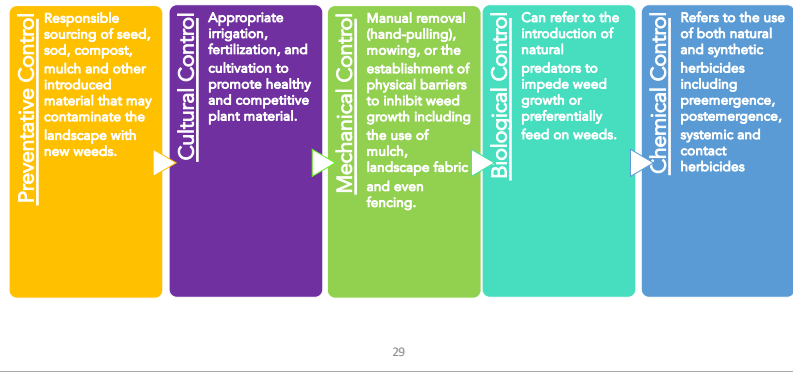 Preventative Control
Responsible
sourcing of seed,
sod, compost,
mulch and other
introduced
material that may
contaminate the
landscape with
new weeds.
Cultural Control
Appropriate
irrigation,
fertilization, and
cultivation to
promote healthy
and competitive
plant material.
Mechanical Control
Manual removal
(hand-pulling),
mowing, or the
establishment of
physical barriers
to inhibit weed
growth including
the use of
mulch,
landscape fabric
and even
fencing.
Biological Control
Can refer to the
introduction of
natural
predators to
impede weed
growth or
preferentially
feed on weeds.
Chemical Control
Refers to the use
of both natural
and synthetic
herbicides
including
preemergence,
postemergence,
systemic and
contact
herbicides
29